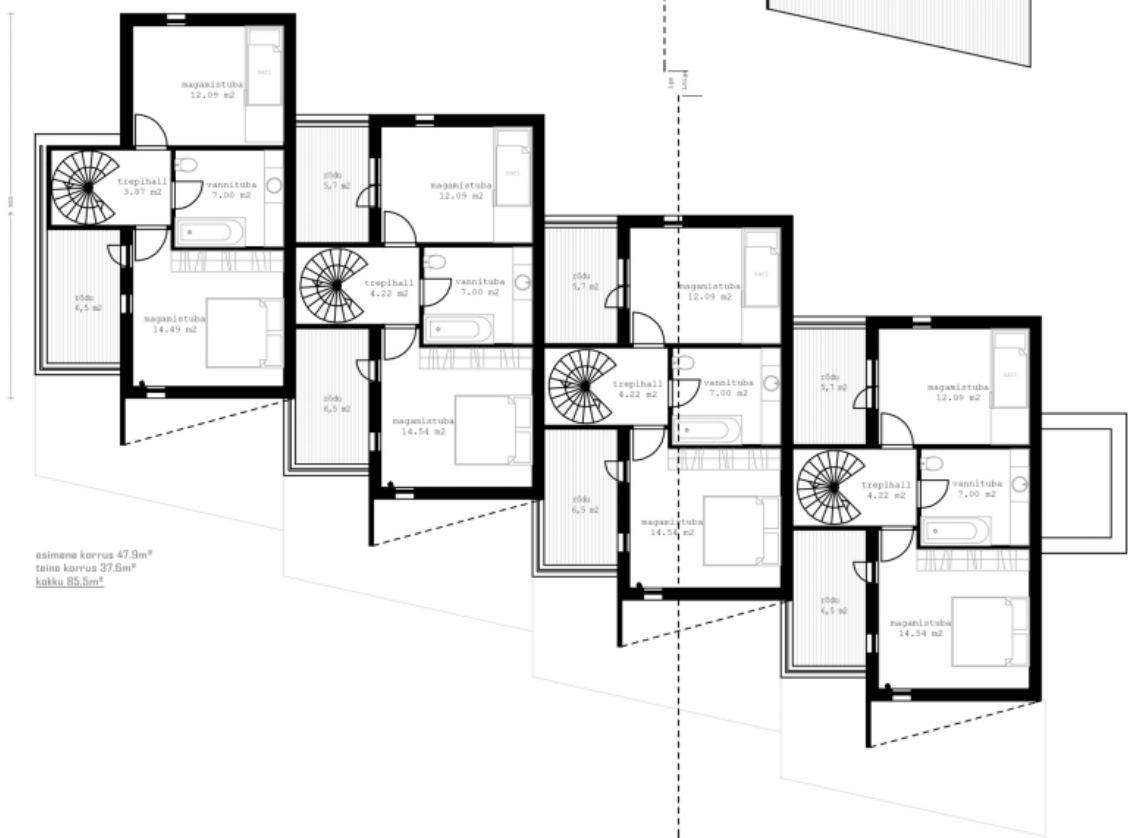 magamistuba
12.09 m2
trepihall
3.87 m2
vannituba
7.00 m2
rõdu
6,5 m2
magamistuba
14.49 m2
rõdu
5,7 m2
magamistuba
12.09 m2
trepihall
4.22 m2
vannituba
7.00 m2
rõdu
6,5 m2
magamistuba
14.54 m2
rõdu
5,7 m2
magamistuba
12.09 m2
trepihall
4.22 m2
vannituba
7.00 m2
rõdu
6,5 m2
magamistuba
14.54 m2
rõdu
5,7 m2
magamistuba
12.09 m2
trepihall
4.22 m2
vannituba
7.00 m2
rõdu
6,5 m2
magamistuba
14.54 m2
esimene korrus 47,9m²
teine korrus 37,6m²
kokku 85,5m²